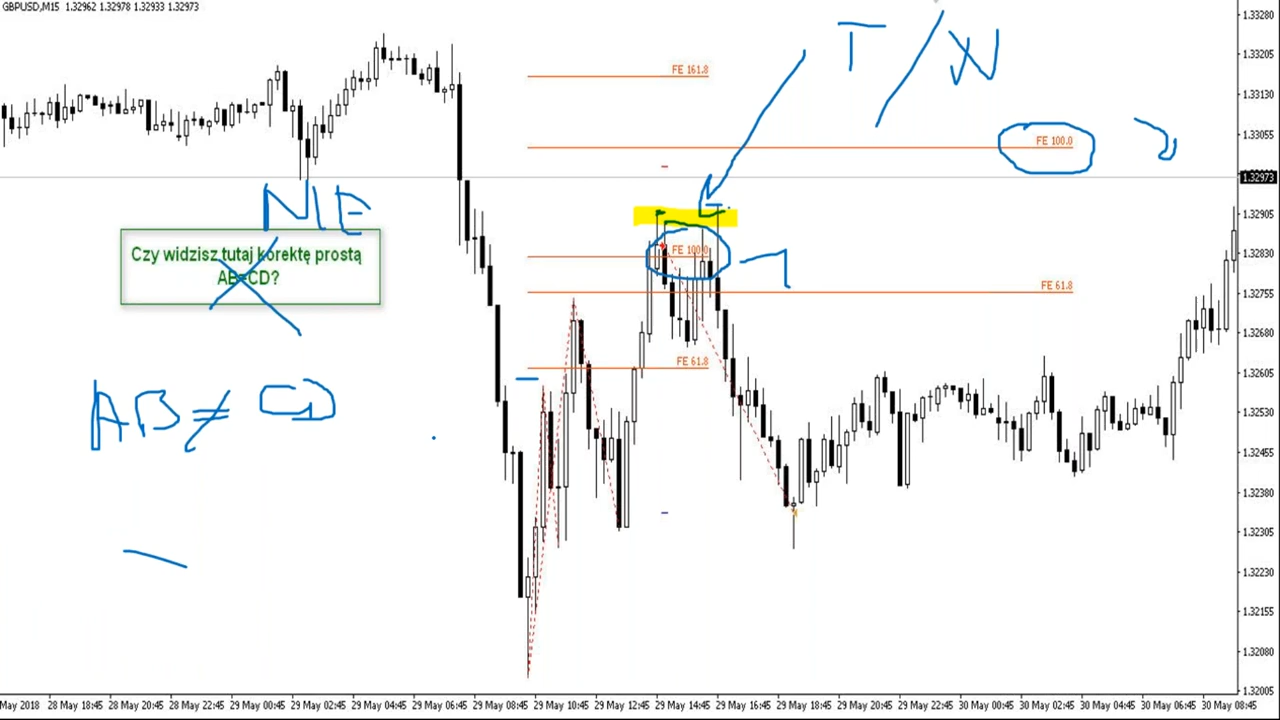 GBPUSD,M15 1.32962 1.32978 1.32933 1.32973
T / W
FE 161.8
FE 100.0
NE
Czy widzisz tutaj korektę prostą
AB=CD?
FE 100.0
FE 61.8
FE 61.8
AB ≠ CD
1.33280
1.33205
1.33130
1.33055
1.32973
1.32905
1.32830
1.32755
1.32680
1.32605
1.32530
1.32455
1.32380
1.32305
1.32230
1.32155
1.32080
1.32005
May 2018 28 May 18:45 28 May 20:45 28 May 22:45 29 May 00:45 29 May 02:45 29 May 04:45 29 May 06:45 29 May 08:45 29 May 10:45 29 May 12:45 29 May 14:45 29 May 16:45 29 May 18:45 29 May 20:45 29 May 22:45 30 May 00:45 30 May 02:45 30 May 04:45 30 May 06:45 30 May 08:45